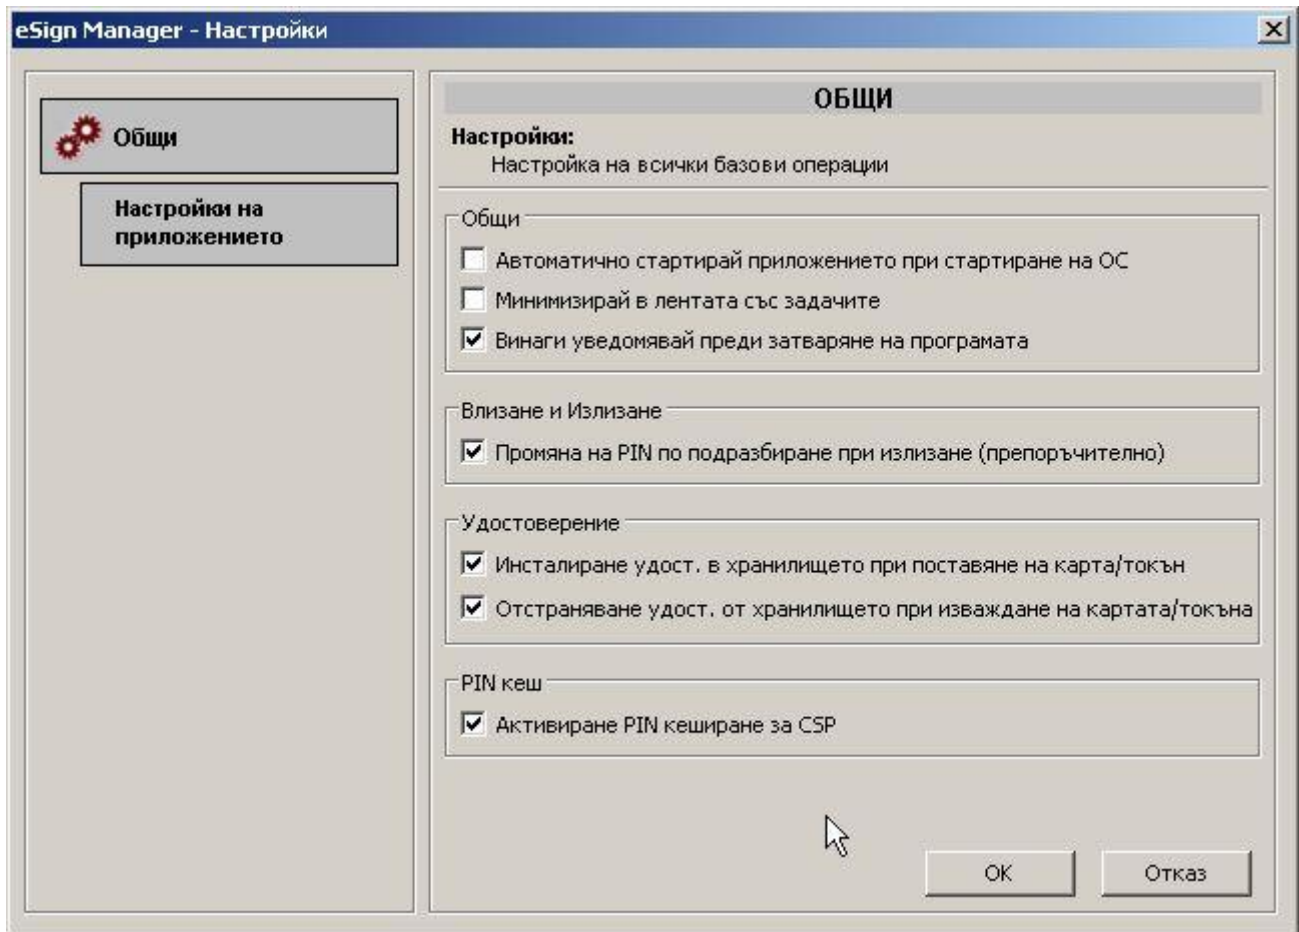 eSign Manager - Настройки
Общи
Настройки на
приложението
ОБЩИ
Настройки:
Настройка на всички базови операции
Общи
Автоматично стартирай приложението при стартиране на ОС
Минимизирай в лентата със задачите
Винаги уведомявай преди затваряне на програмата
Влизане и Излизане
Промяна на PIN по подразбиране при излизане (препоръчително)
Удостоверение
Инсталиране удост. в хранилището при поставяне на карта/токън
Отстраняване удост. от хранилището при изваждане на картата/токъна
PIN кеш
Активиране PIN кеширане за CSP
OK
Отказ